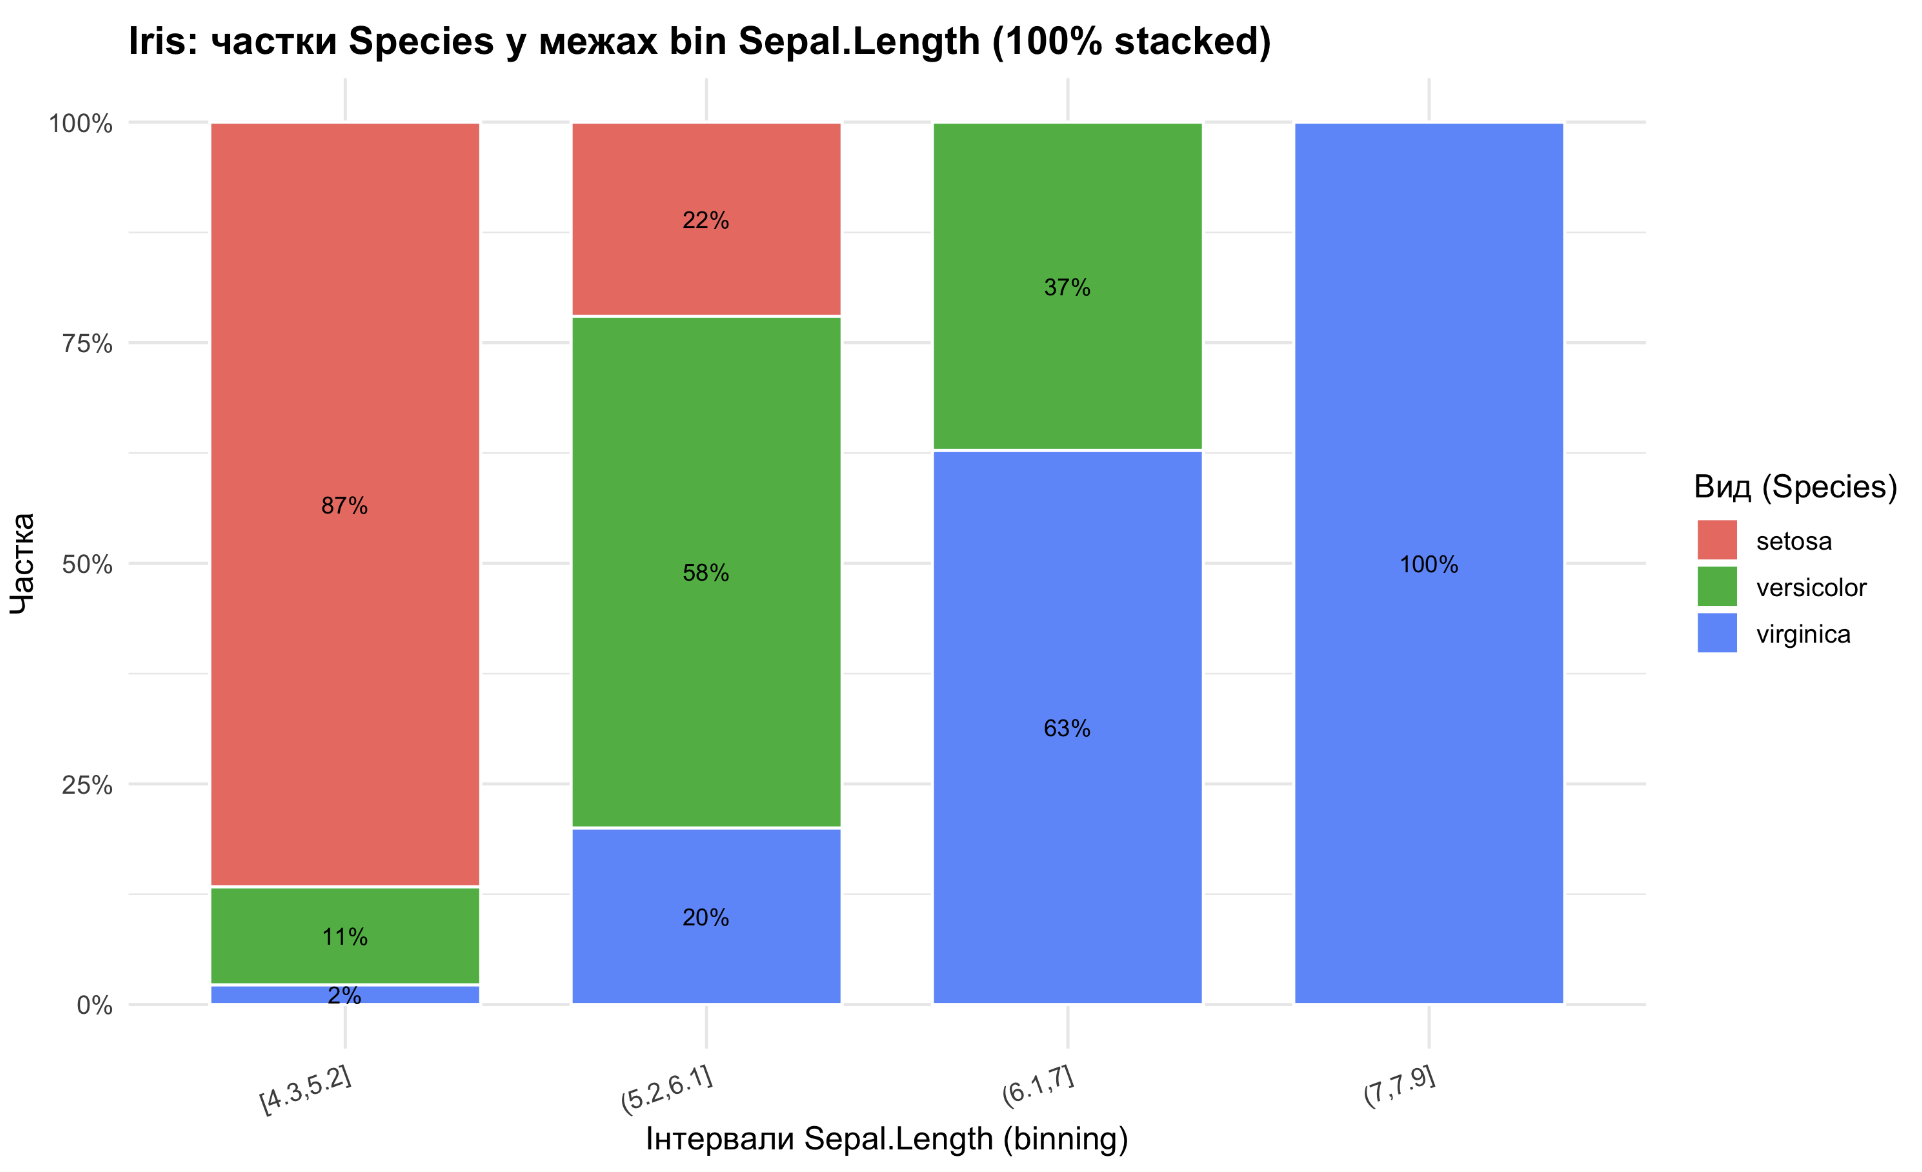 Iris: частки Species у межах bin Sepal.Length (100% stacked)
Частка
100%
75%
50%
25%
0%
87%
11%
2%
22%
58%
20%
37%
63%
100%
[4.3,5.2]
(5.2,6.1]
(6.1,7]
(7,7.9]
Інтервали Sepal.Length (binning)
Вид (Species)
setosa
versicolor
virginica